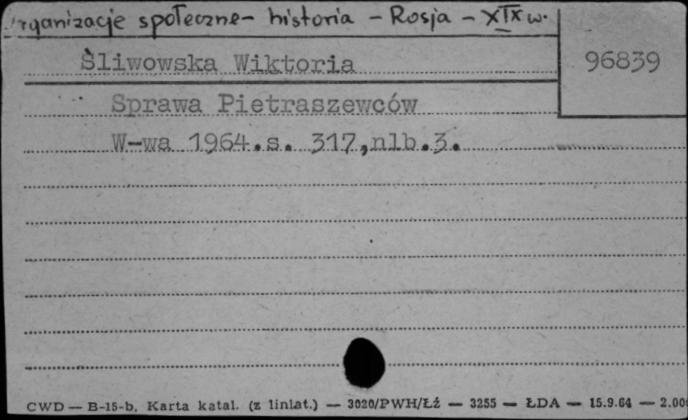 Organizacje społeczne - historia - Rosja - XIX w.
Śliwowska Wiktoria
96839
Sprawa Pietraszewców
W-wa 1964.s. 317,nlb.3.
CWD — B-15-b. Karta katal. (z liniat.) — 3020/PWH/Łź — 3255 — ŁDA — 15.9.64 — 2.00